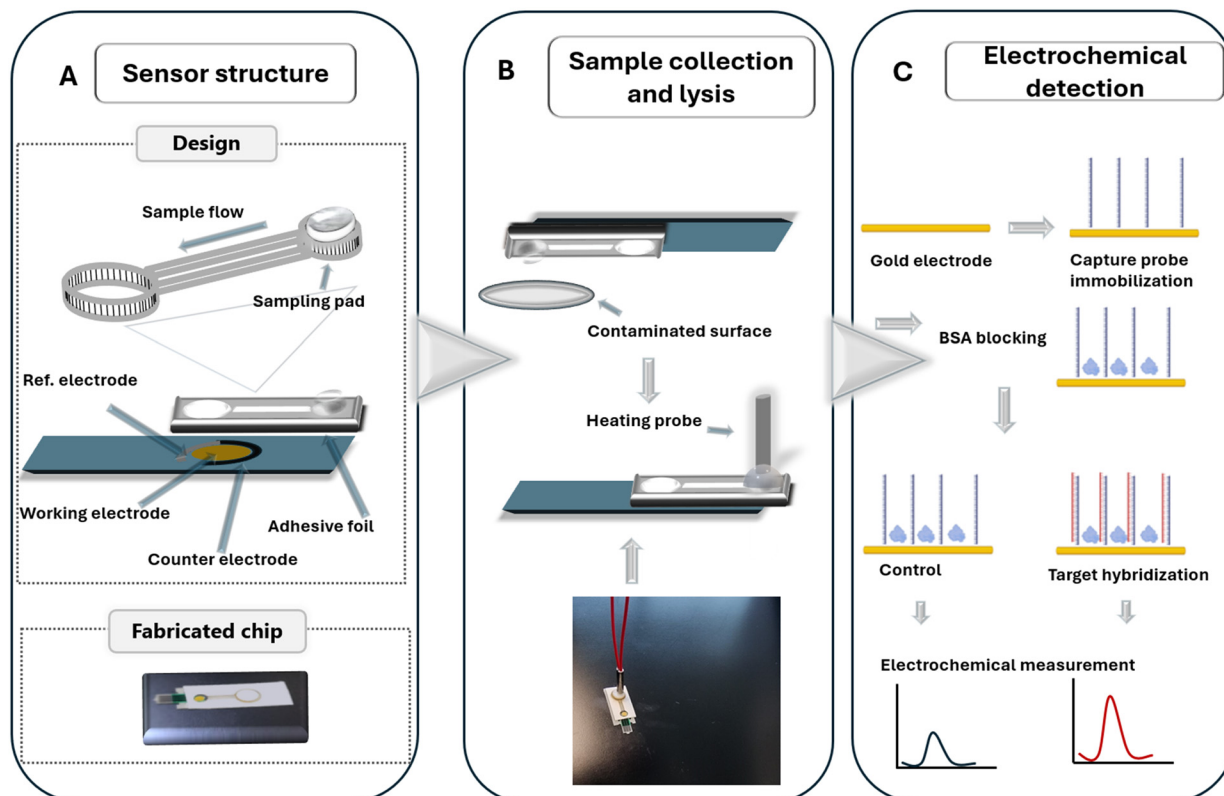 A
Sensor structure
Design
Sample flow
Sampling pad
Ref. electrode
Working electrode
Adhesive foil
Counter electrode
Fabricated chip
B
Sample collection
and lysis
Contaminated surface
Heating probe
C
Electrochemical
detection
Gold electrode
Capture probe
immobilization
BSA blocking
Control
Target hybridization
Electrochemical measurement